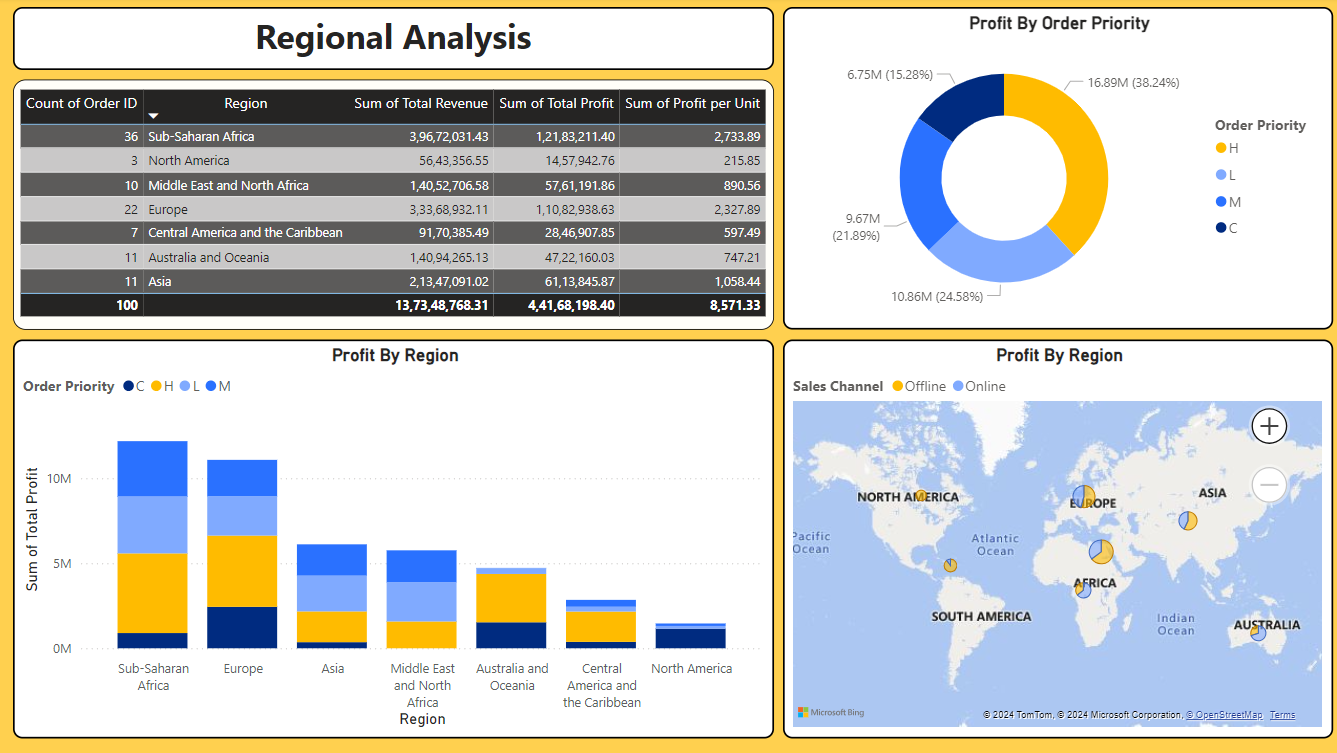 Regional Analysis
Count of Order ID Region Sum of Total Revenue Sum of Total Profit Sum of Profit per Unit
36 Sub-Saharan Africa 3,96,72,031.43 1,21,83,211.40 2,733.89
3 North America 56,43,356.55 14,57,942.76 215.85
10 Middle East and North Africa 1,40,52,706.58 57,61,191.86 890.56
22 Europe 3,33,68,932.11 1,10,82,938.63 2,327.89
7 Central America and the Caribbean 91,70,385.49 28,46,907.85 597.49
11 Australia and Oceania 1,40,94,265.13 47,22,160.03 747.21
11 Asia 2,13,47,091.02 61,13,845.87 1,058.44
100 13,73,48,768.31 4,41,68,198.40 8,571.33
Profit By Order Priority
6.75M (15.28%)
16.89M (38.24%)
9.67M
(21.89%)
10.86M (24.58%)
Order Priority
H
L
M
C
Profit By Region
Order Priority C H L M
Sum of Total Profit
10M
5M
0M
Sub-Saharan
Africa
Europe
Asia
Middle East
and North
Africa
Australia and
Oceania
Central
America and
the Caribbean
North America
Region
Profit By Region
Sales Channel Offline Online
NORTH AMERICA
EUROPE
ASIA
Pacific
Ocean
Atlantic
Ocean
AFRICA
SOUTH AMERICA
Indian
Ocean
AUSTRALIA
Microsoft Bing
© 2024 TomTom, © 2024 Microsoft Corporation, © OpenStreetMap Terms